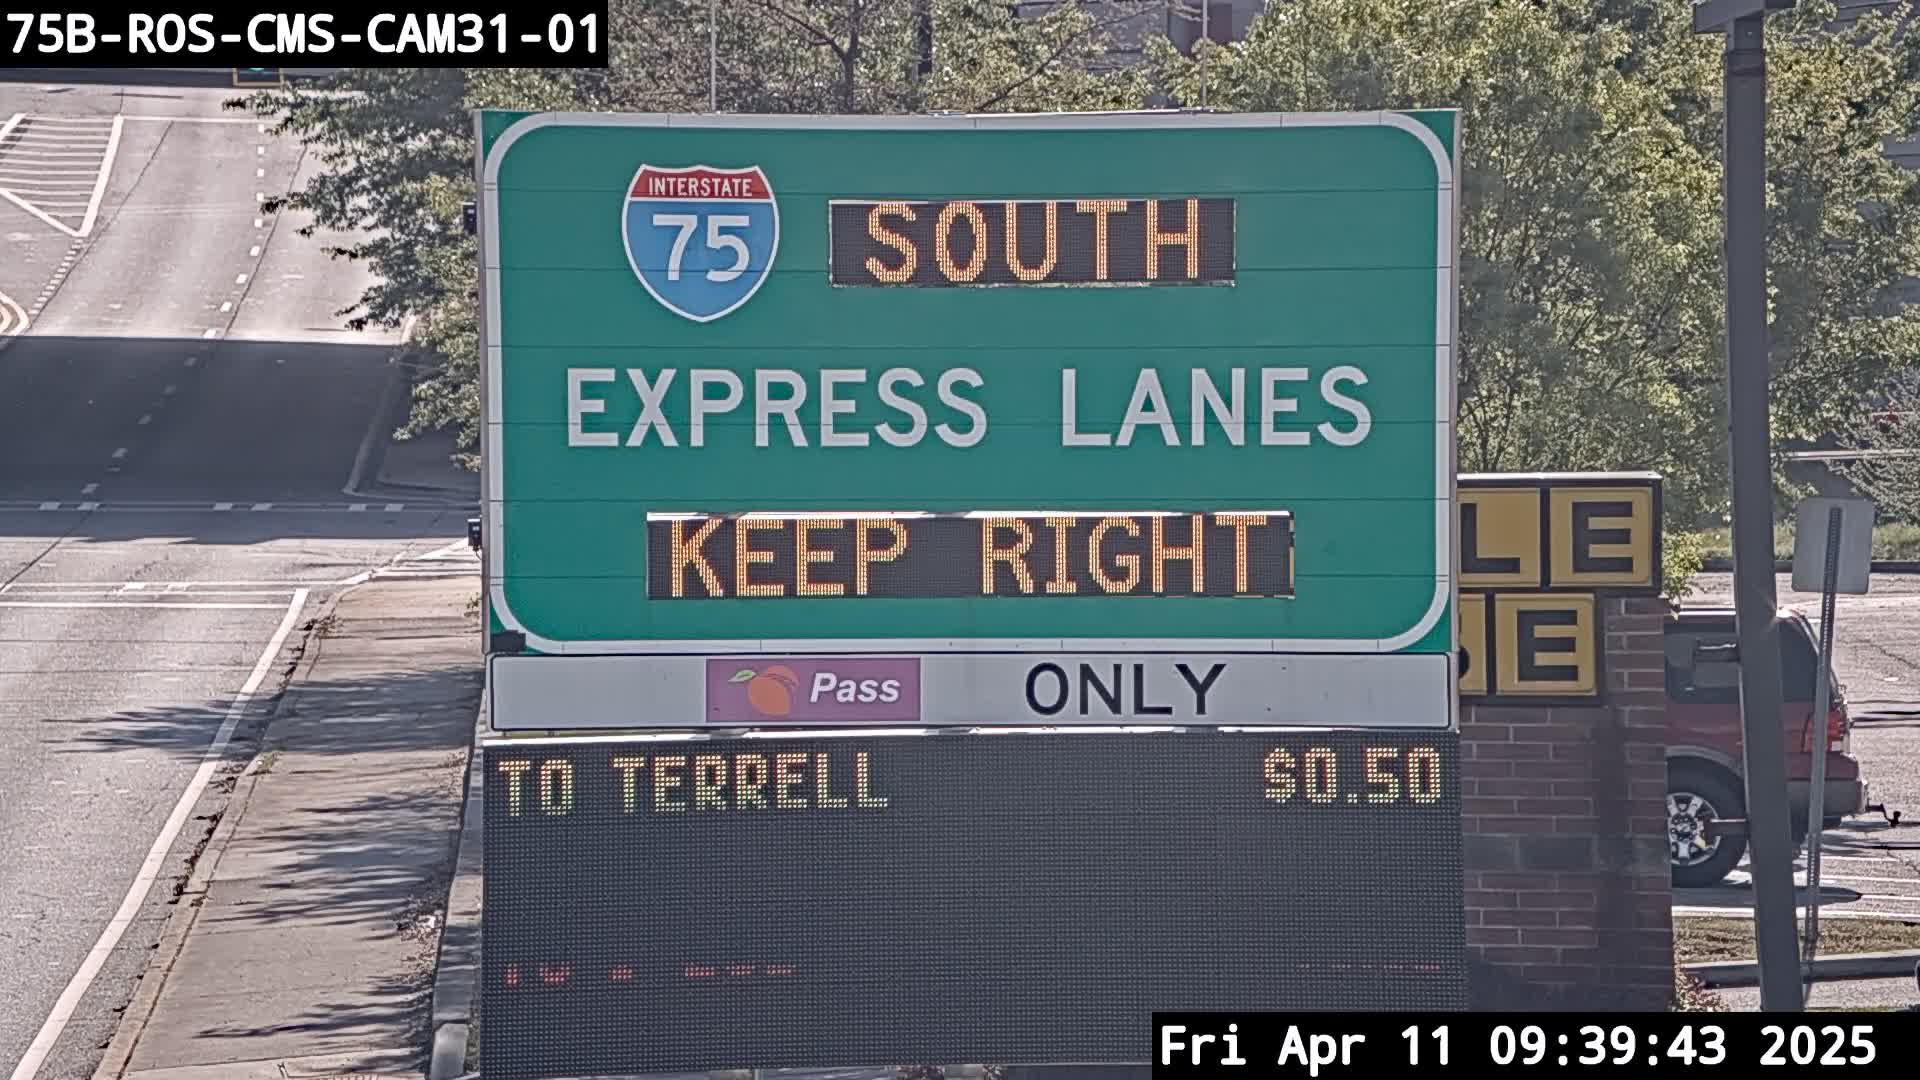 75B-ROS-CMS-CAM31-01
INTERSTATE
75
SOUTH
EXPRESS LANES
KEEP RIGHT
Pass ONLY
TO TERRELL $0.50
LE
E
Fri Apr 11 09:39:43 2025